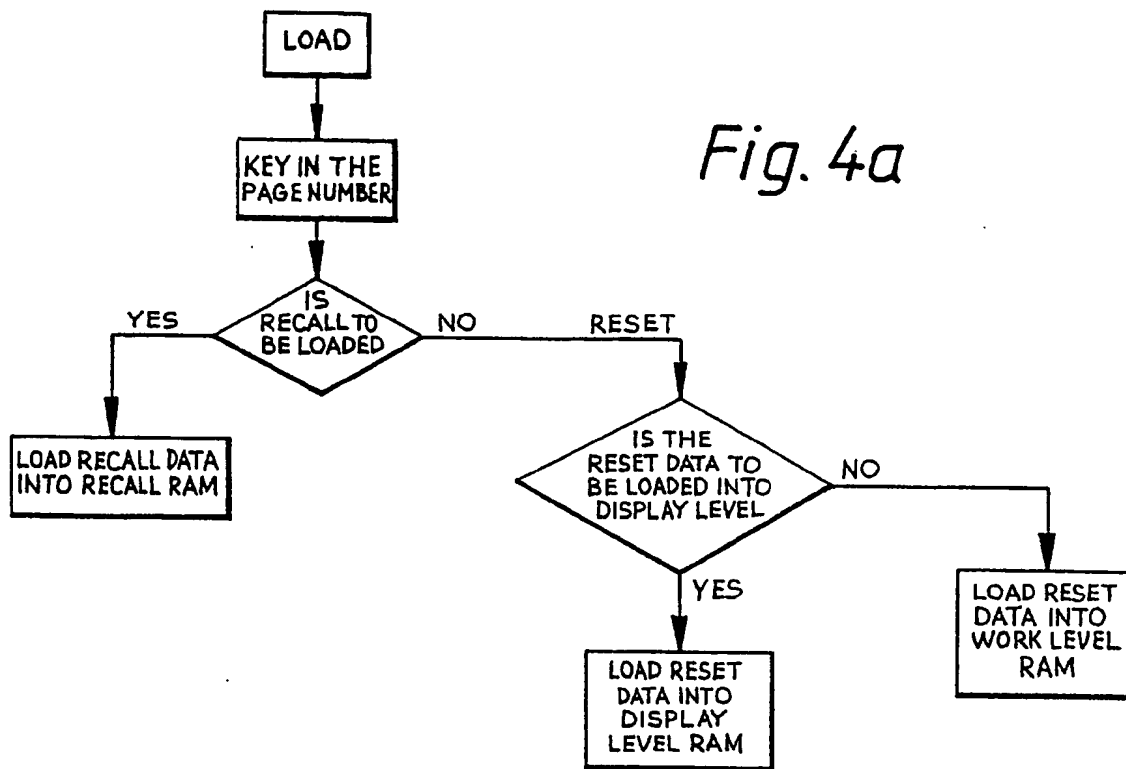 LOAD
Fig. 4a
KEY IN THE
PAGE NUMBER
IS
RECALL TO
BE LOADED
YES
NO
RESET
LOAD RECALL DATA
INTO RECALL RAM
IS THE
RESET DATA TO
BE LOADED INTO
DISPLAY LEVEL
NO
YES
LOAD RESET
DATA INTO
WORK LEVEL
RAM
LOAD RESET
DATA INTO
DISPLAY
LEVEL RAM